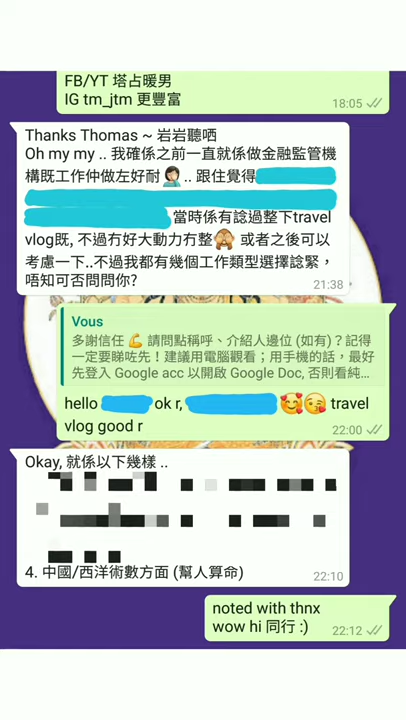 FB/YT 塔占暖男
IG tm_jtm 更豐富
18:05
Thanks Thomas ~ 岩岩聽哂
Oh my my .. 我確係之前一直就係做金融監管機
構既工作仲做左好耐🤦🏻‍♀️.. 跟住覺得
當時係有諗過整下travel
vlog既, 不過冇好大動力冇整🙈 或者之後可以
考慮一下..不過我都有幾個工作類型選擇諗緊，
唔知可否問問你?
21:38
Vous
多謝信任 💪 請問點稱呼、介紹人邊位 (如有)？記得
一定要睇咗先！建議用電腦觀看；用手機的話，最好
先登入 Google acc 以開啟 Google Doc, 否則看純...
hello ok r, 🥰😘 travel
vlog good r
22:00
Okay, 就係以下幾樣 ..
4. 中國/西洋術數方面 (幫人算命)
22:10
noted with thnx
wow hi 同行 :)
22:12